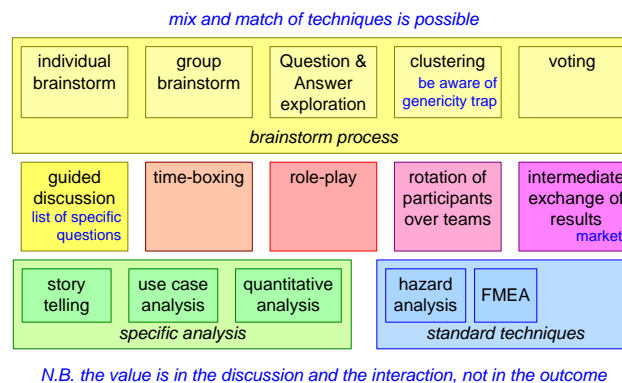 mix and match of techniques is possible
individual
brainstorm
group
brainstorm
Question &
Answer
exploration
clustering
be aware of
genericity trap
voting
brainstorm process
guided
discussion
list of specific
questions
time-boxing
role-play
rotation of
participants
over teams
intermediate
exchange of
results
market
story
telling
use case
analysis
quantitative
analysis
specific analysis
hazard
analysis
FMEA
standard techniques
N.B. the value is in the discussion and the interaction, not in the outcome